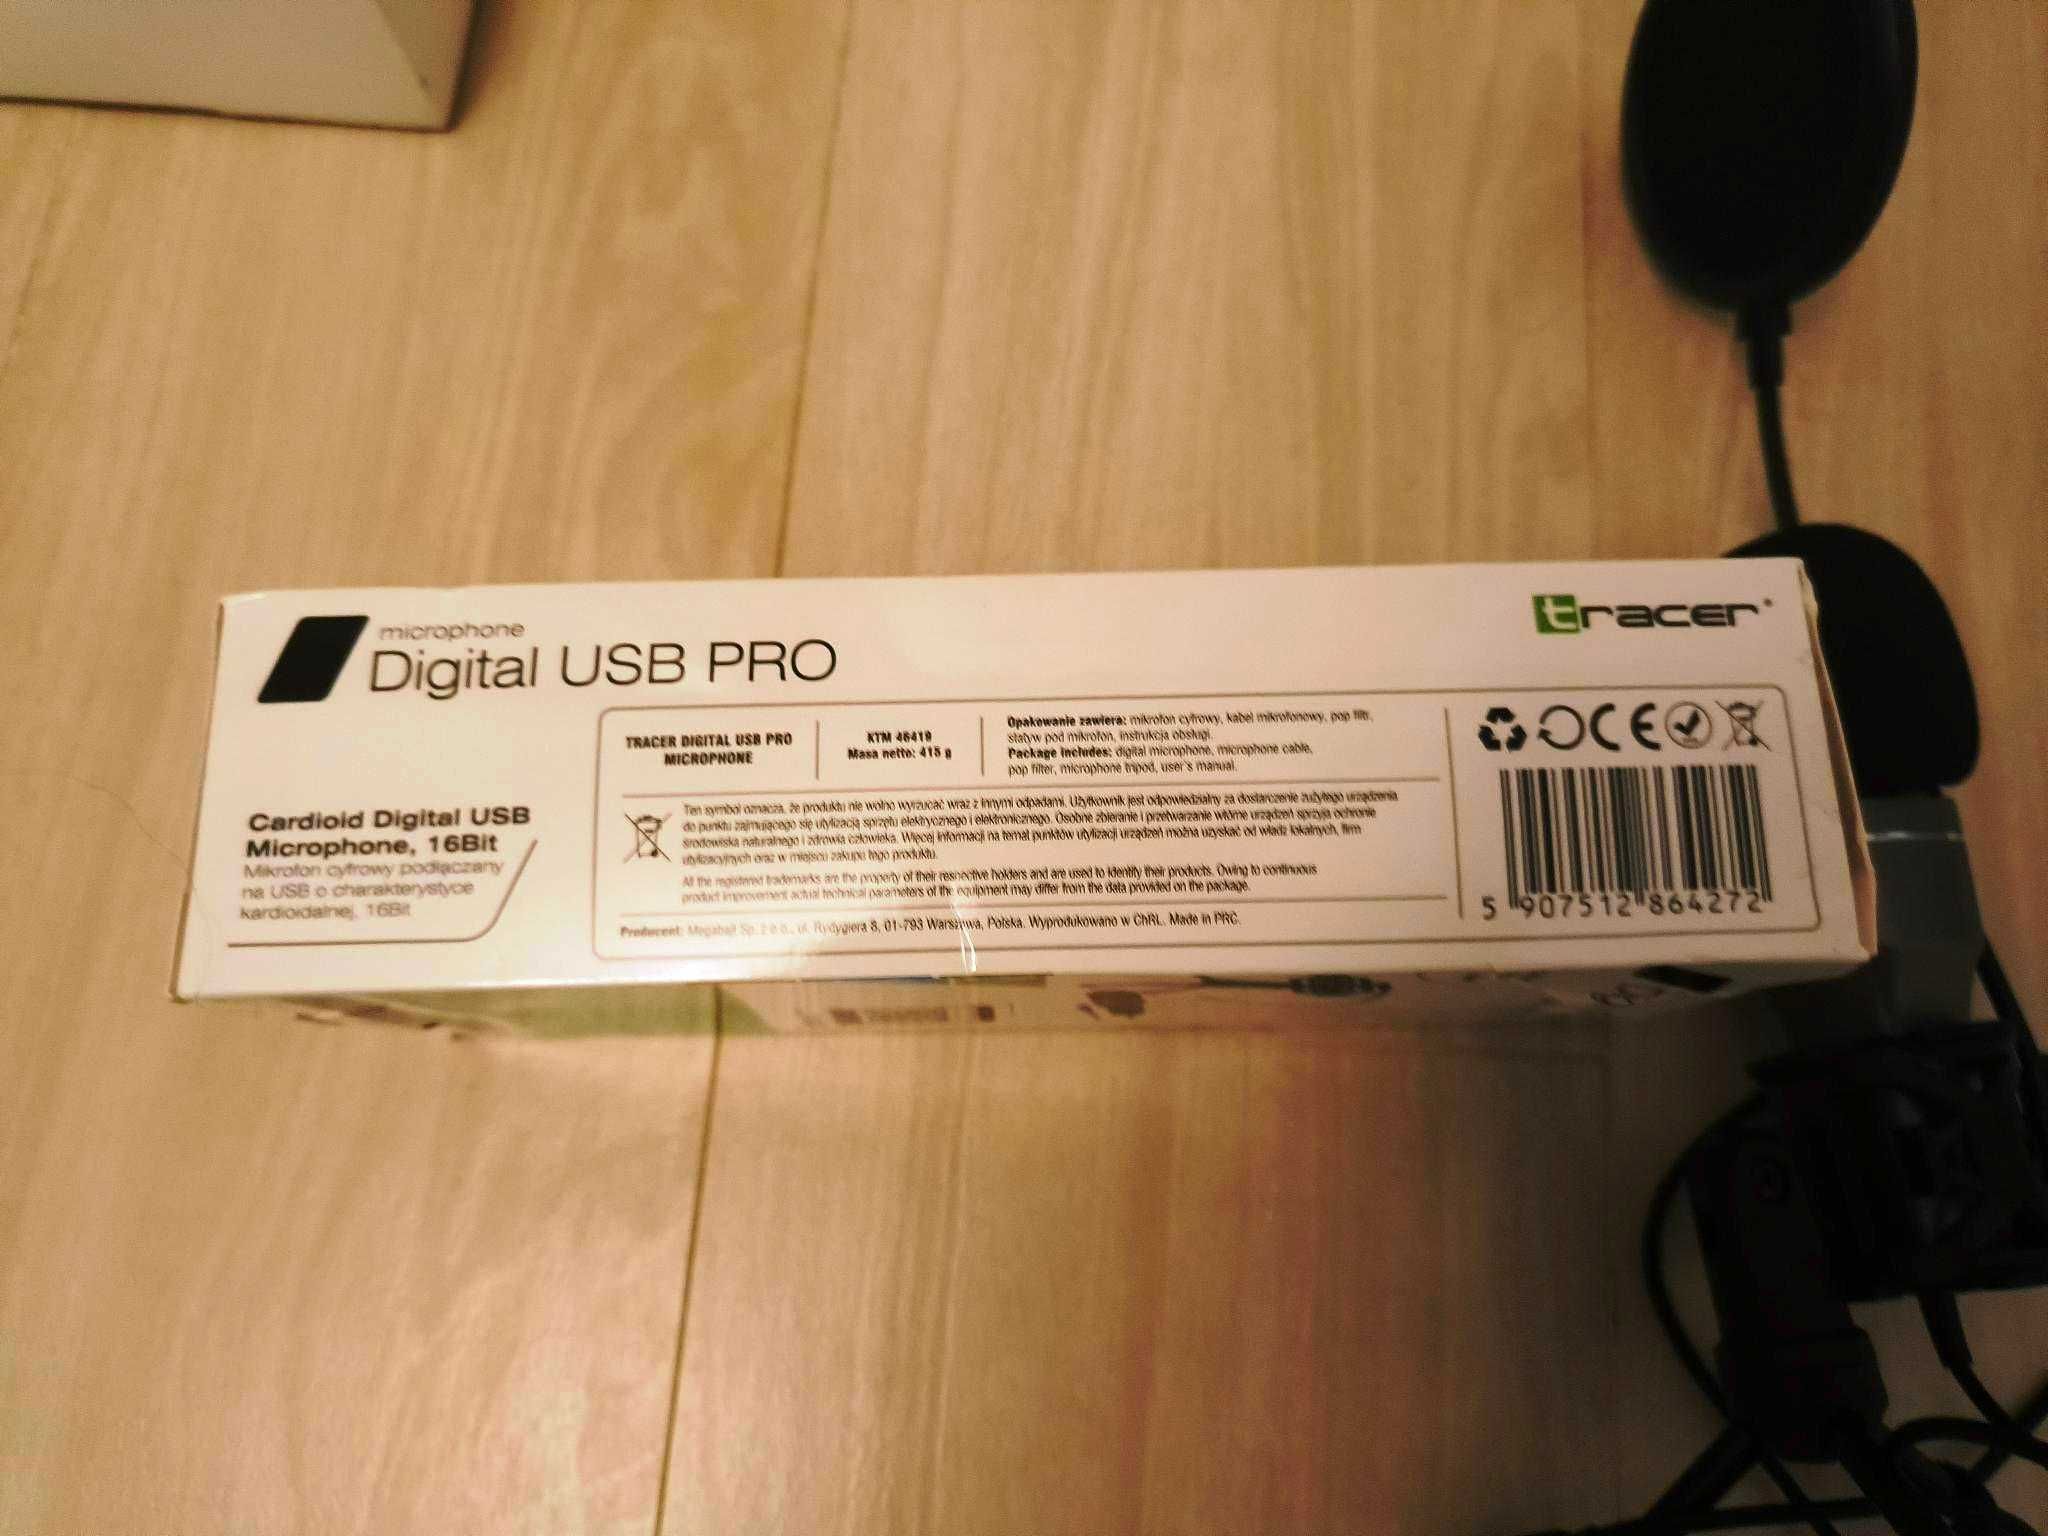 microphone
Digital USB PRO
tracer
Cardioid Digital USB
Microphone, 16Bit
Mikrofon cyfrowy podłączany
na USB o charakterystyce
kardioidalnej, 16Bit
TRACER DIGITAL USB PRO
MICROPHONE
KTM 46419
Masa netto: 415 g
Opakowanie zawiera: mikrofon cyfrowy, kabel mikrofonowy, pop filtr,
statyw pod mikrofon, instrukcja obsługi.
Package includes: digital microphone, microphone cable,
pop filter, microphone tripod, user's manual.
Ten symbol oznacza, że produktu nie wolno wyrzucać wraz z innymi odpadami. Użytkownik jest odpowiedzialny za dostarczenie zużytego urządzenia
do punktu zajmującego się utylizacją sprzętu elektrycznego i elektronicznego. Osobne zbieranie i przetwarzanie wtórne urządzeń sprzyja ochronie
środowiska naturalnego i zdrowia człowieka. Więcej informacji na temat punktów utylizacji urządzeń można uzyskać od władz lokalnych, firm
utylizacyjnych oraz w miejscu zakupu tego produktu.
All the registered trademarks are the property of their respective holders and are used to identify their products. Owing to continuous
product improvement actual technical parameters of the equipment may differ from the data provided on the package.
Producent: Megabajt Sp. z o.o., ul. Rydygiera 8, 01-793 Warszawa, Polska. Wyprodukowano w ChRL. Made in PRC.
CE
5 907512 864272